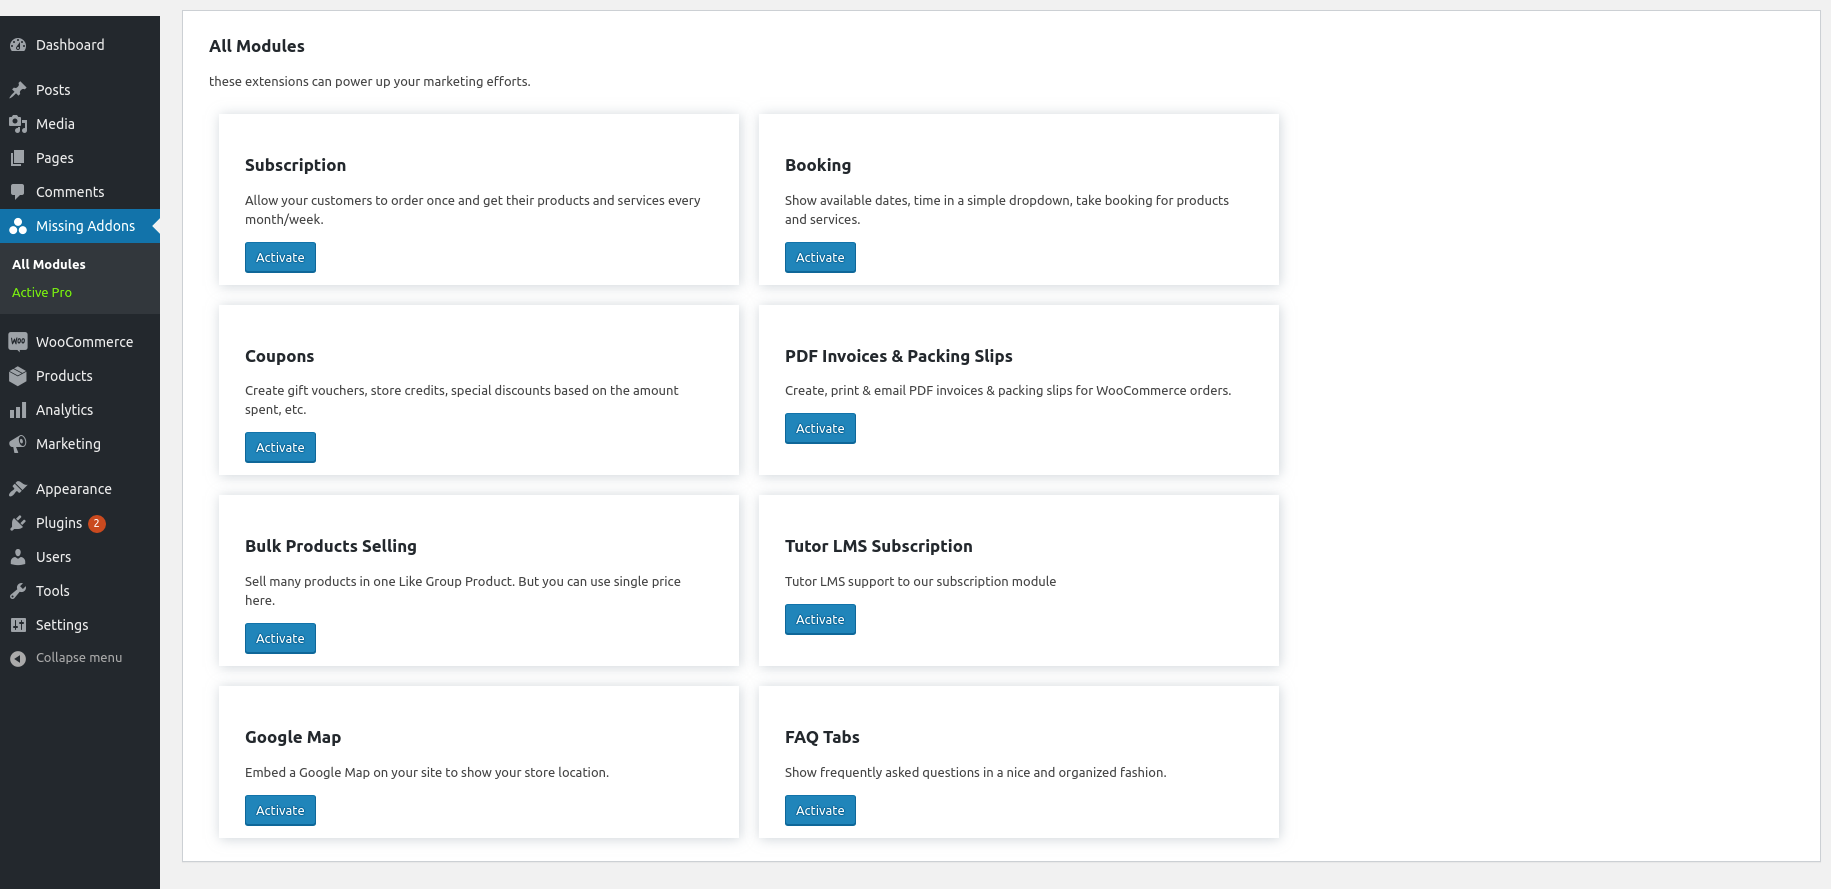 Dashboard
Posts
Media
Pages
Comments
Missing Addons
All Modules
Active Pro
WOO WooCommerce
Products
Analytics
Marketing
Appearance
Plugins 2
Users
Tools
Settings
Collapse menu
All Modules
these extensions can power up your marketing efforts.
Subscription
Allow your customers to order once and get their products and services every
month/week.
Activate
Booking
Show available dates, time in a simple dropdown, take booking for products
and services.
Activate
Coupons
Create gift vouchers, store credits, special discounts based on the amount
spent, etc.
Activate
PDF Invoices & Packing Slips
Create, print & email PDF invoices & packing slips for WooCommerce orders.
Activate
Bulk Products Selling
Sell many products in one Like Group Product. But you can use single price
here.
Activate
Tutor LMS Subscription
Tutor LMS support to our subscription module
Activate
Google Map
Embed a Google Map on your site to show your store location.
Activate
FAQ Tabs
Show frequently asked questions in a nice and organized fashion.
Activate